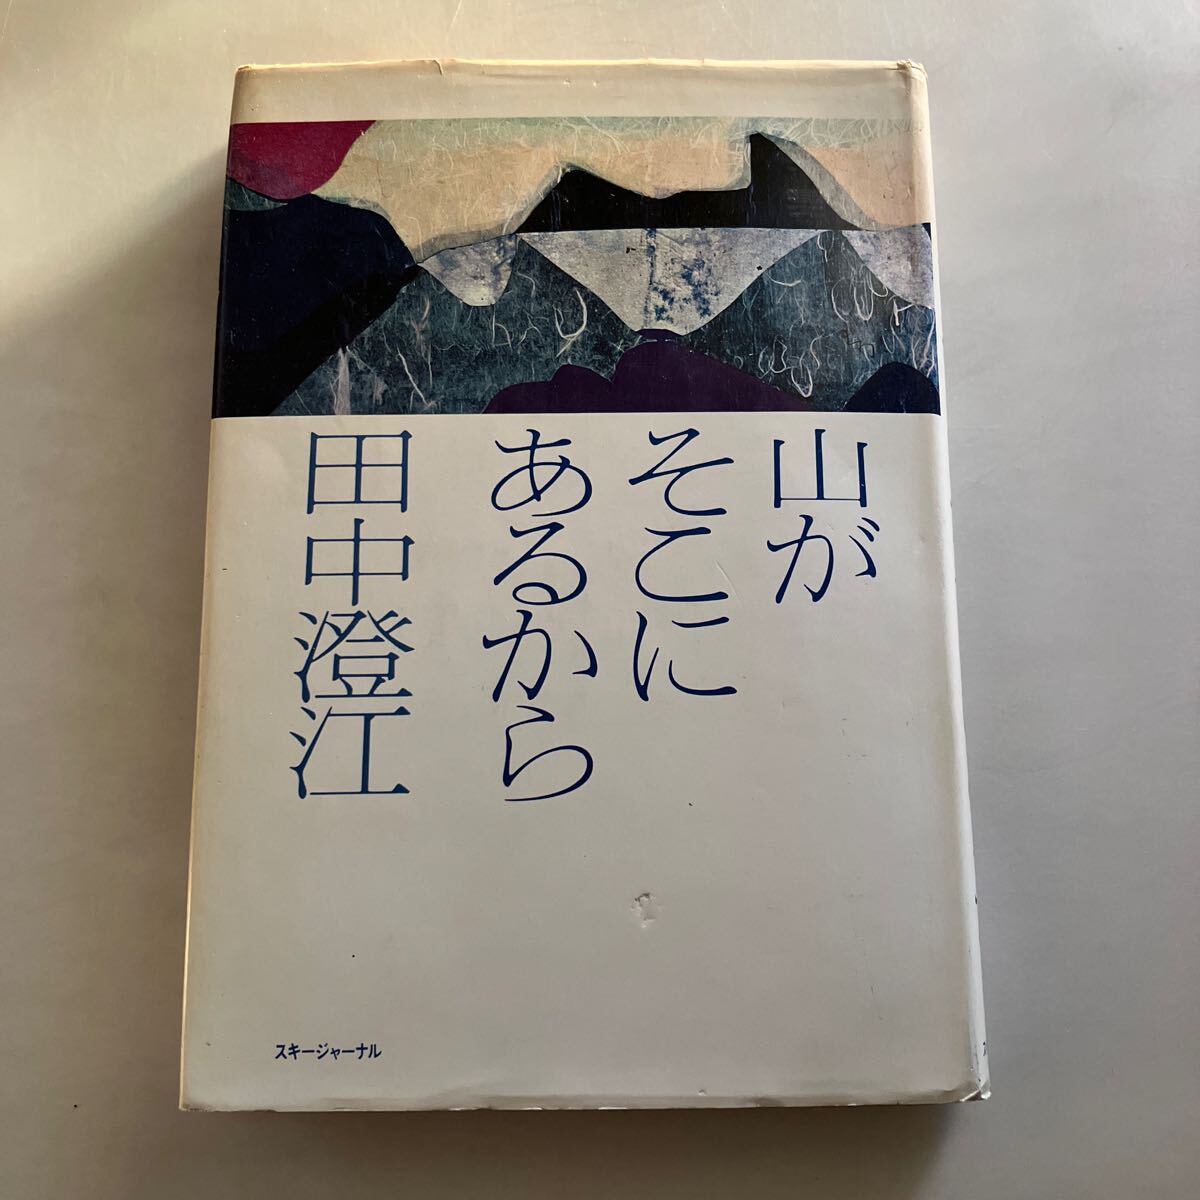 山が
そこに
あるから
田中澄江
スキージャーナル